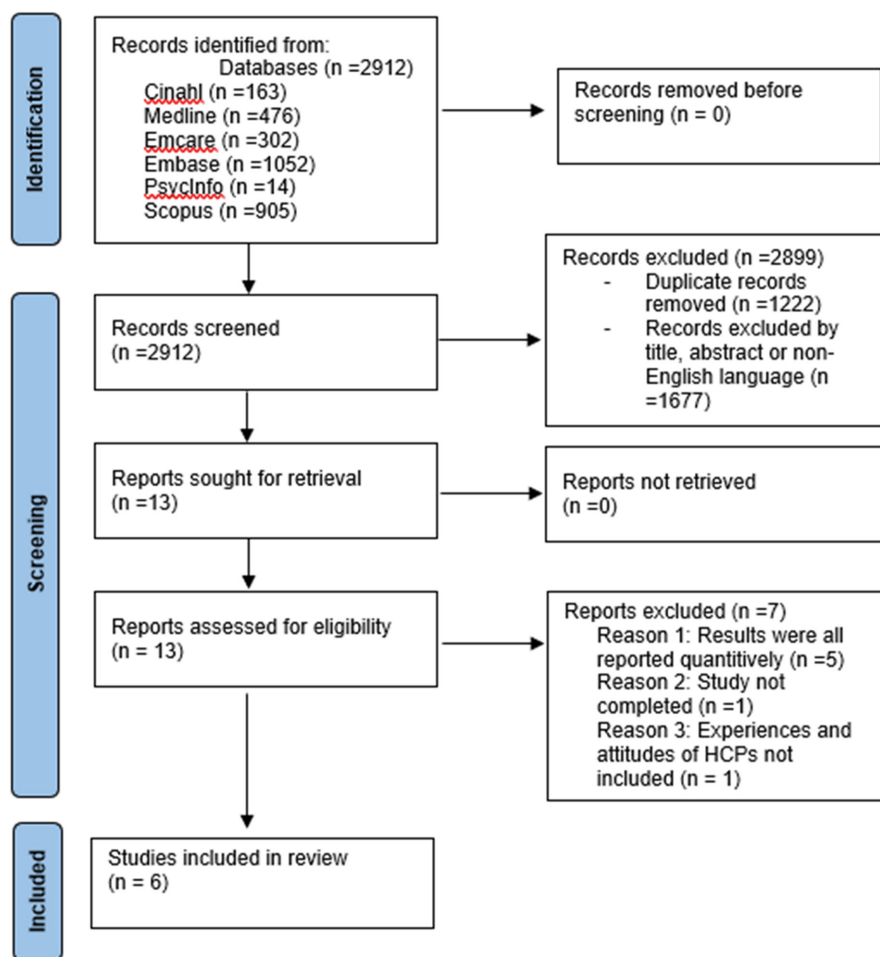 Identification
Records identified from:
Databases (n =2912)
Cinahl (n =163)
Medline (n =476)
Emcare (n =302)
Embase (n =1052)
PsycInfo (n =14)
Scopus (n =905)
Records removed before
screening (n = 0)
Screening
Records screened
(n =2912)
Records excluded (n =2899)
- Duplicate records
removed (n =1222)
- Records excluded by
title, abstract or non-
English language (n
=1677)
Reports sought for retrieval
(n =13)
Reports not retrieved
(n =0)
Reports assessed for eligibility
(n = 13)
Reports excluded (n =7)
Reason 1: Results were all
reported quantitively (n =5)
Reason 2: Study not
completed (n =1)
Reason 3: Experiences and
attitudes of HCPs not
included (n = 1)
Included
Studies included in review
(n = 6)